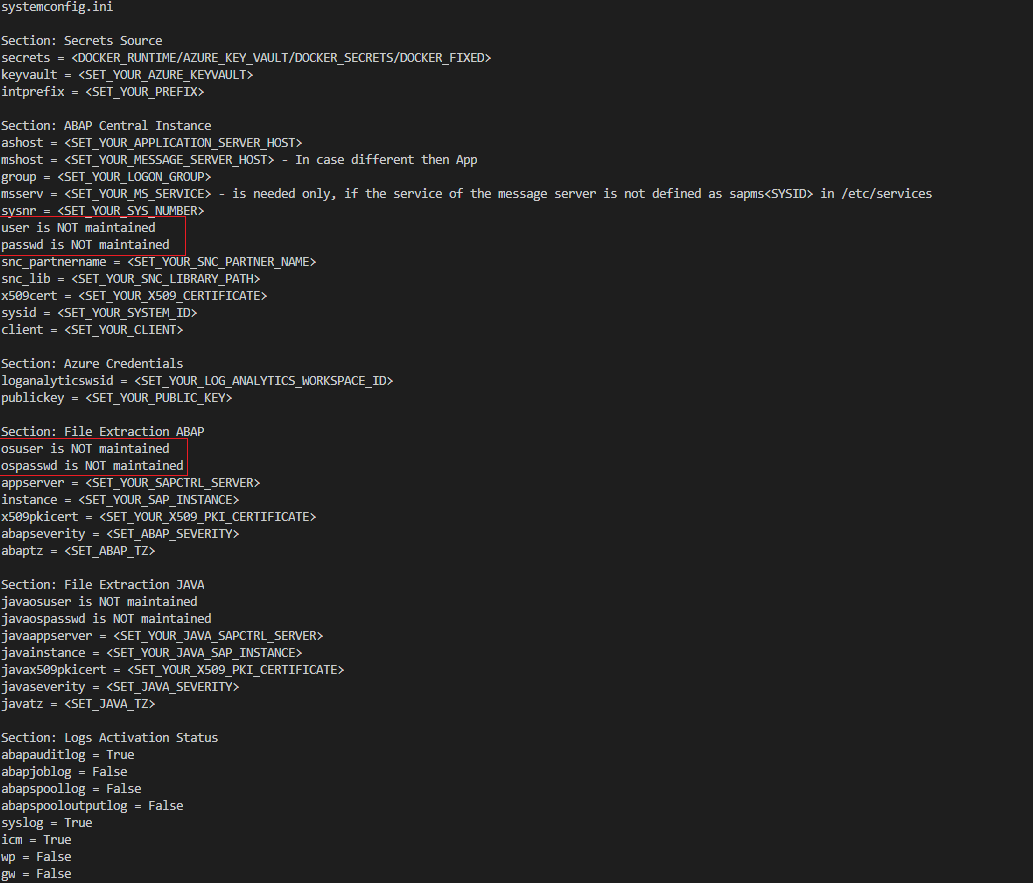 systemconfig.ini
Section: Secrets Source
secrets = <DOCKER_RUNTIME/AZURE_KEY_VAULT/DOCKER_SECRETS/DOCKER_FIXED>
keyvault = <SET_YOUR_AZURE_KEYVAULT>
intprefix = <SET_YOUR_PREFIX>
Section: ABAP Central Instance
ashost = <SET_YOUR_APPLICATION_SERVER_HOST>
mshost = <SET_YOUR_MESSAGE_SERVER_HOST> - In case different then App
group = <SET_YOUR_LOGON_GROUP>
msserv = <SET_YOUR_MS_SERVICE> - is needed only, if the service of the message server is not defined as sapms<SYSID> in /etc/services
sysnr = <SET_YOUR_SYS_NUMBER>
user is NOT maintained
passwd is NOT maintained
snc_partnername = <SET_YOUR_SNC_PARTNER_NAME>
snc_lib = <SET_YOUR_SNC_LIBRARY_PATH>
x509cert = <SET_YOUR_X509_CERTIFICATE>
sysid = <SET_YOUR_SYSTEM_ID>
client = <SET_YOUR_CLIENT>
Section: Azure Credentials
loganalyticswsid = <SET_YOUR_LOG_ANALYTICS_WORKSPACE_ID>
publickey = <SET_YOUR_PUBLIC_KEY>
Section: File Extraction ABAP
osuser is NOT maintained
ospasswd is NOT maintained
appserver = <SET_YOUR_SAPCTRL_SERVER>
instance = <SET_YOUR_SAP_INSTANCE>
x509pkicert = <SET_YOUR_X509_PKI_CERTIFICATE>
abapseverity = <SET_ABAP_SEVERITY>
abaptz = <SET_ABAP_TZ>
Section: File Extraction JAVA
javaosuser is NOT maintained
javaospasswd is NOT maintained
javaappserver = <SET_YOUR_JAVA_SAPCTRL_SERVER>
javainstance = <SET_YOUR_JAVA_SAP_INSTANCE>
javax509pkicert = <SET_YOUR_X509_PKI_CERTIFICATE>
javaseverity = <SET_JAVA_SEVERITY>
javatz = <SET_JAVA_TZ>
Section: Logs Activation Status
abapauditlog = True
abapjoblog = False
abapspoollog = False
abapspooloutputlog = False
syslog = True
icm = True
wp = False
gw = False